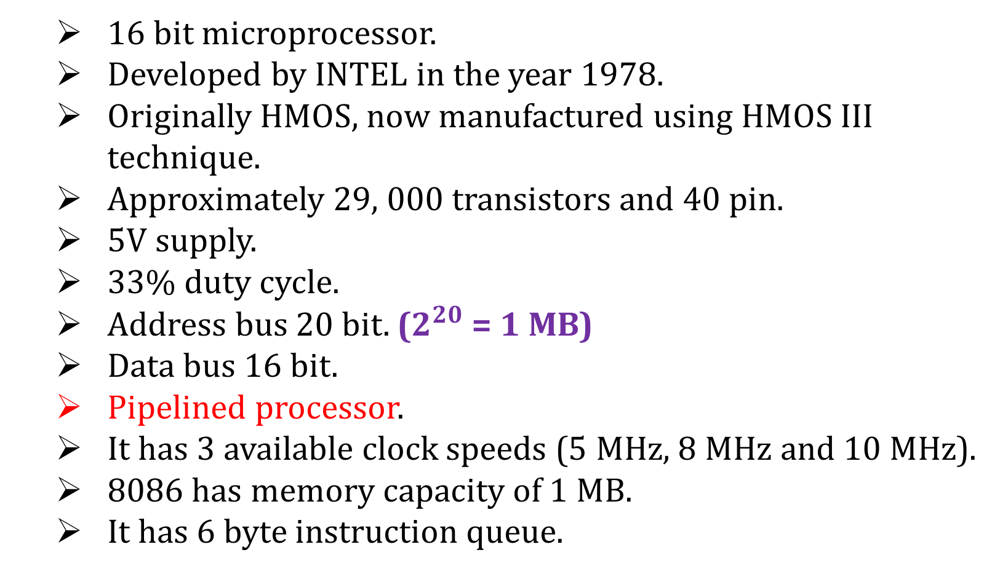 ➢ 16 bit microprocessor.
➢ Developed by INTEL in the year 1978.
➢ Originally HMOS, now manufactured using HMOS III
technique.
➢ Approximately 29, 000 transistors and 40 pin.
➢ 5V supply.
➢ 33% duty cycle.
➢ Address bus 20 bit. (2²⁰ = 1 MB)
➢ Data bus 16 bit.
➢ Pipelined processor.
➢ It has 3 available clock speeds (5 MHz, 8 MHz and 10 MHz).
➢ 8086 has memory capacity of 1 MB.
➢ It has 6 byte instruction queue.